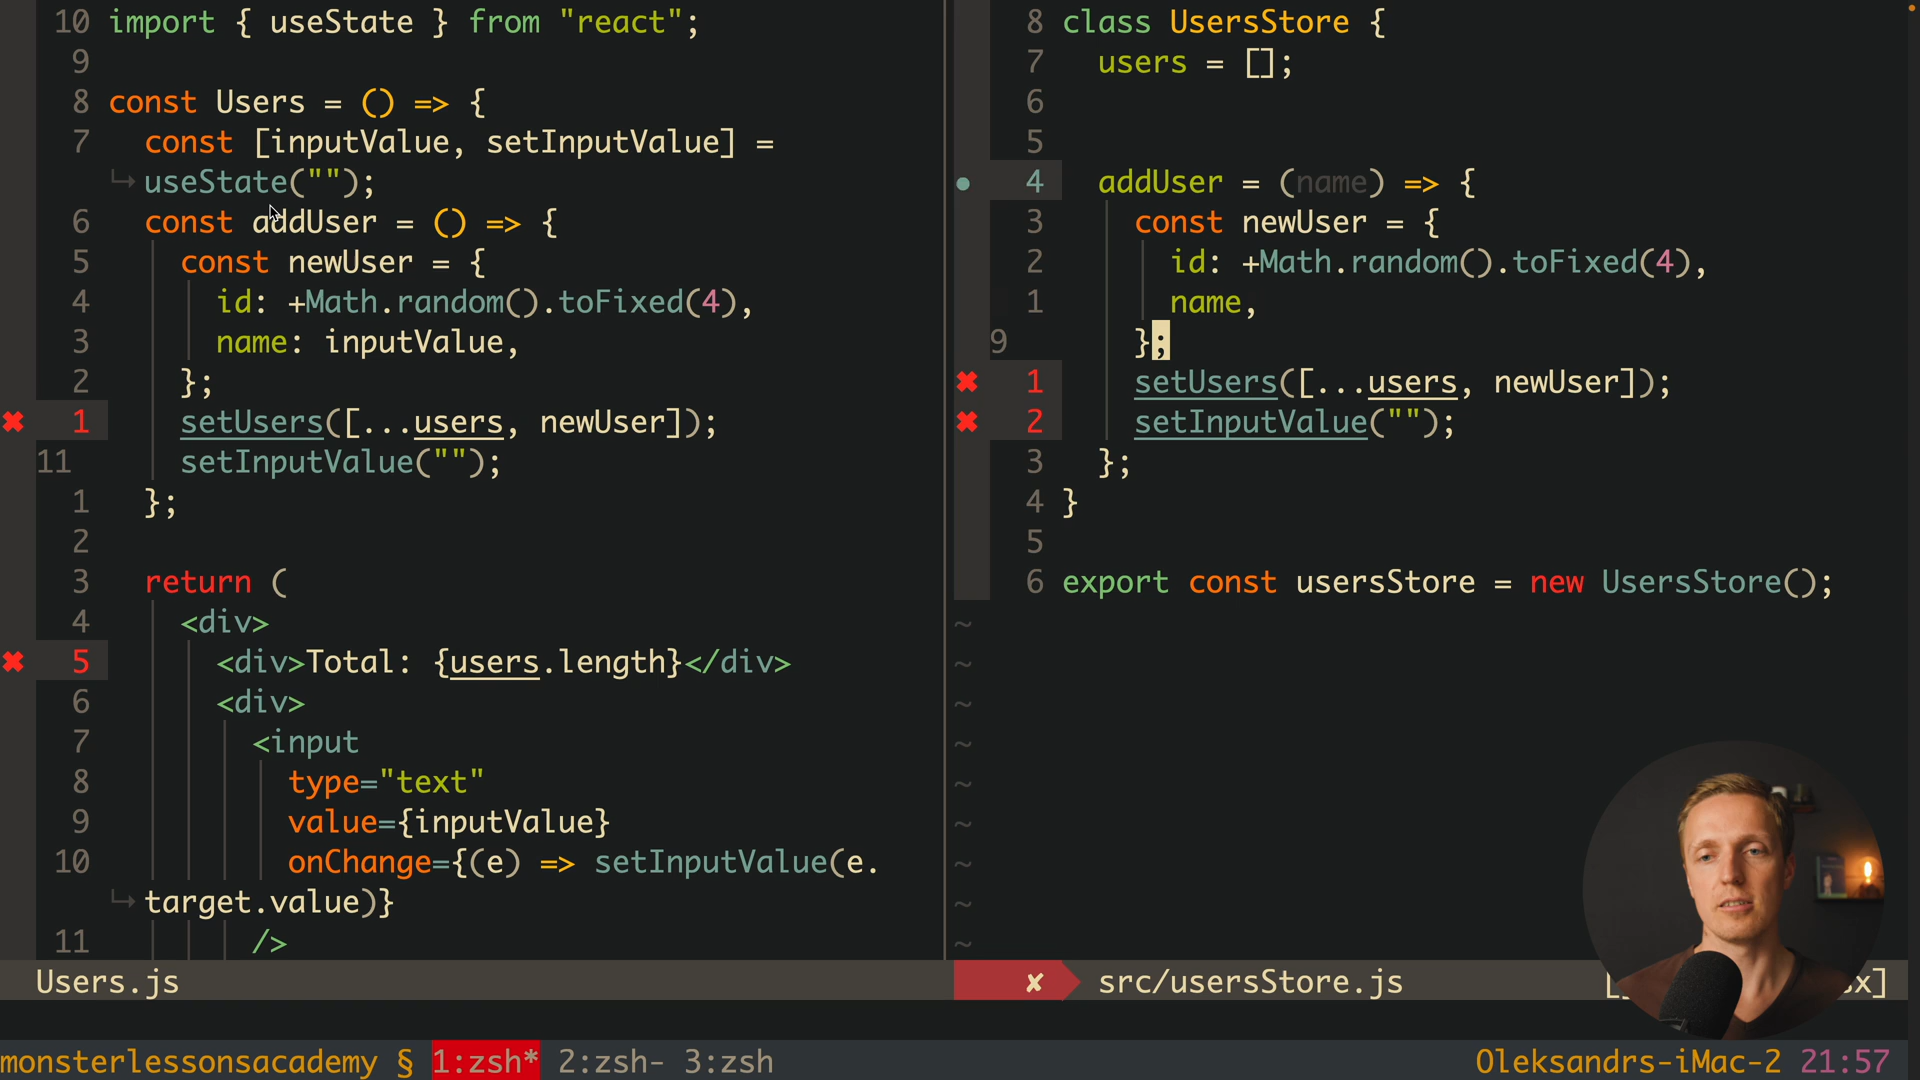 10 import { useState } from "react";
9
8 const Users = () => {
7 const [inputValue, setInputValue] =
useState("");
6 const addUser = () => {
5 const newUser = {
4 id: +Math.random().toFixed(4),
3 name: inputValue,
2 };
1 setUsers([...users, newUser]);
11 setInputValue("");
1 };
2
3 return (
4 <div>
5 <div>Total: {users.length}</div>
6 <div>
7 <input
8 type="text"
9 value={inputValue}
10 onChange={(e) => setInputValue(e.
target.value)}
11 />
Users.js
8 class UsersStore {
7 users = [];
6
5
4 addUser = (name) => {
3 const newUser = {
2 id: +Math.random().toFixed(4),
1 name,
9 };
1 setUsers([...users, newUser]);
2 setInputValue("");
3 };
4 }
5
6 export const usersStore = new UsersStore();
~
~
~
~
~
~
~
~
~
✘ src/usersStore.js
monsterlessonsacademy § 1:zsh* 2:zsh- 3:zsh Oleksandrs-iMac-2 21:57